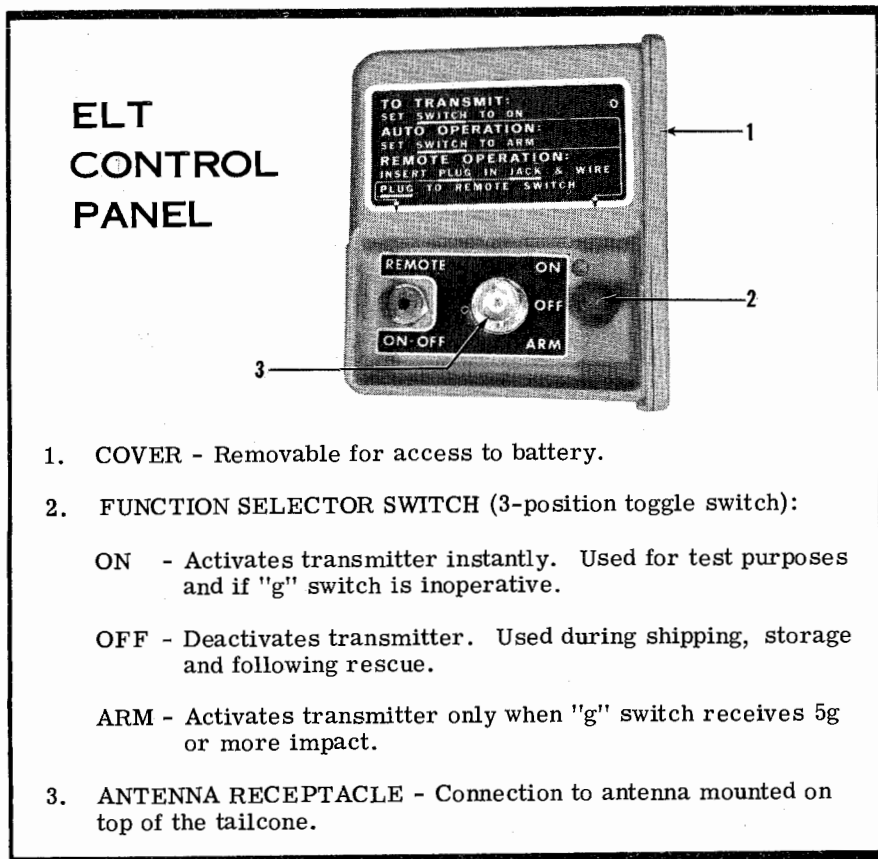 ELT
CONTROL
PANEL
TO TRANSMIT:
SET SWITCH TO ON
AUTO OPERATION:
SET SWITCH TO ARM
REMOTE OPERATION:
INSERT PLUG IN JACK & WIRE
PLUG TO REMOTE SWITCH
REMOTE
ON-OFF
ON
OFF
ARM
1
2
3
1. COVER - Removable for access to battery.
2. FUNCTION SELECTOR SWITCH (3-position toggle switch):
ON - Activates transmitter instantly. Used for test purposes
and if "g" switch is inoperative.
OFF - Deactivates transmitter. Used during shipping, storage
and following rescue.
ARM - Activates transmitter only when "g" switch receives 5g
or more impact.
3. ANTENNA RECEPTACLE - Connection to antenna mounted on
top of the tailcone.